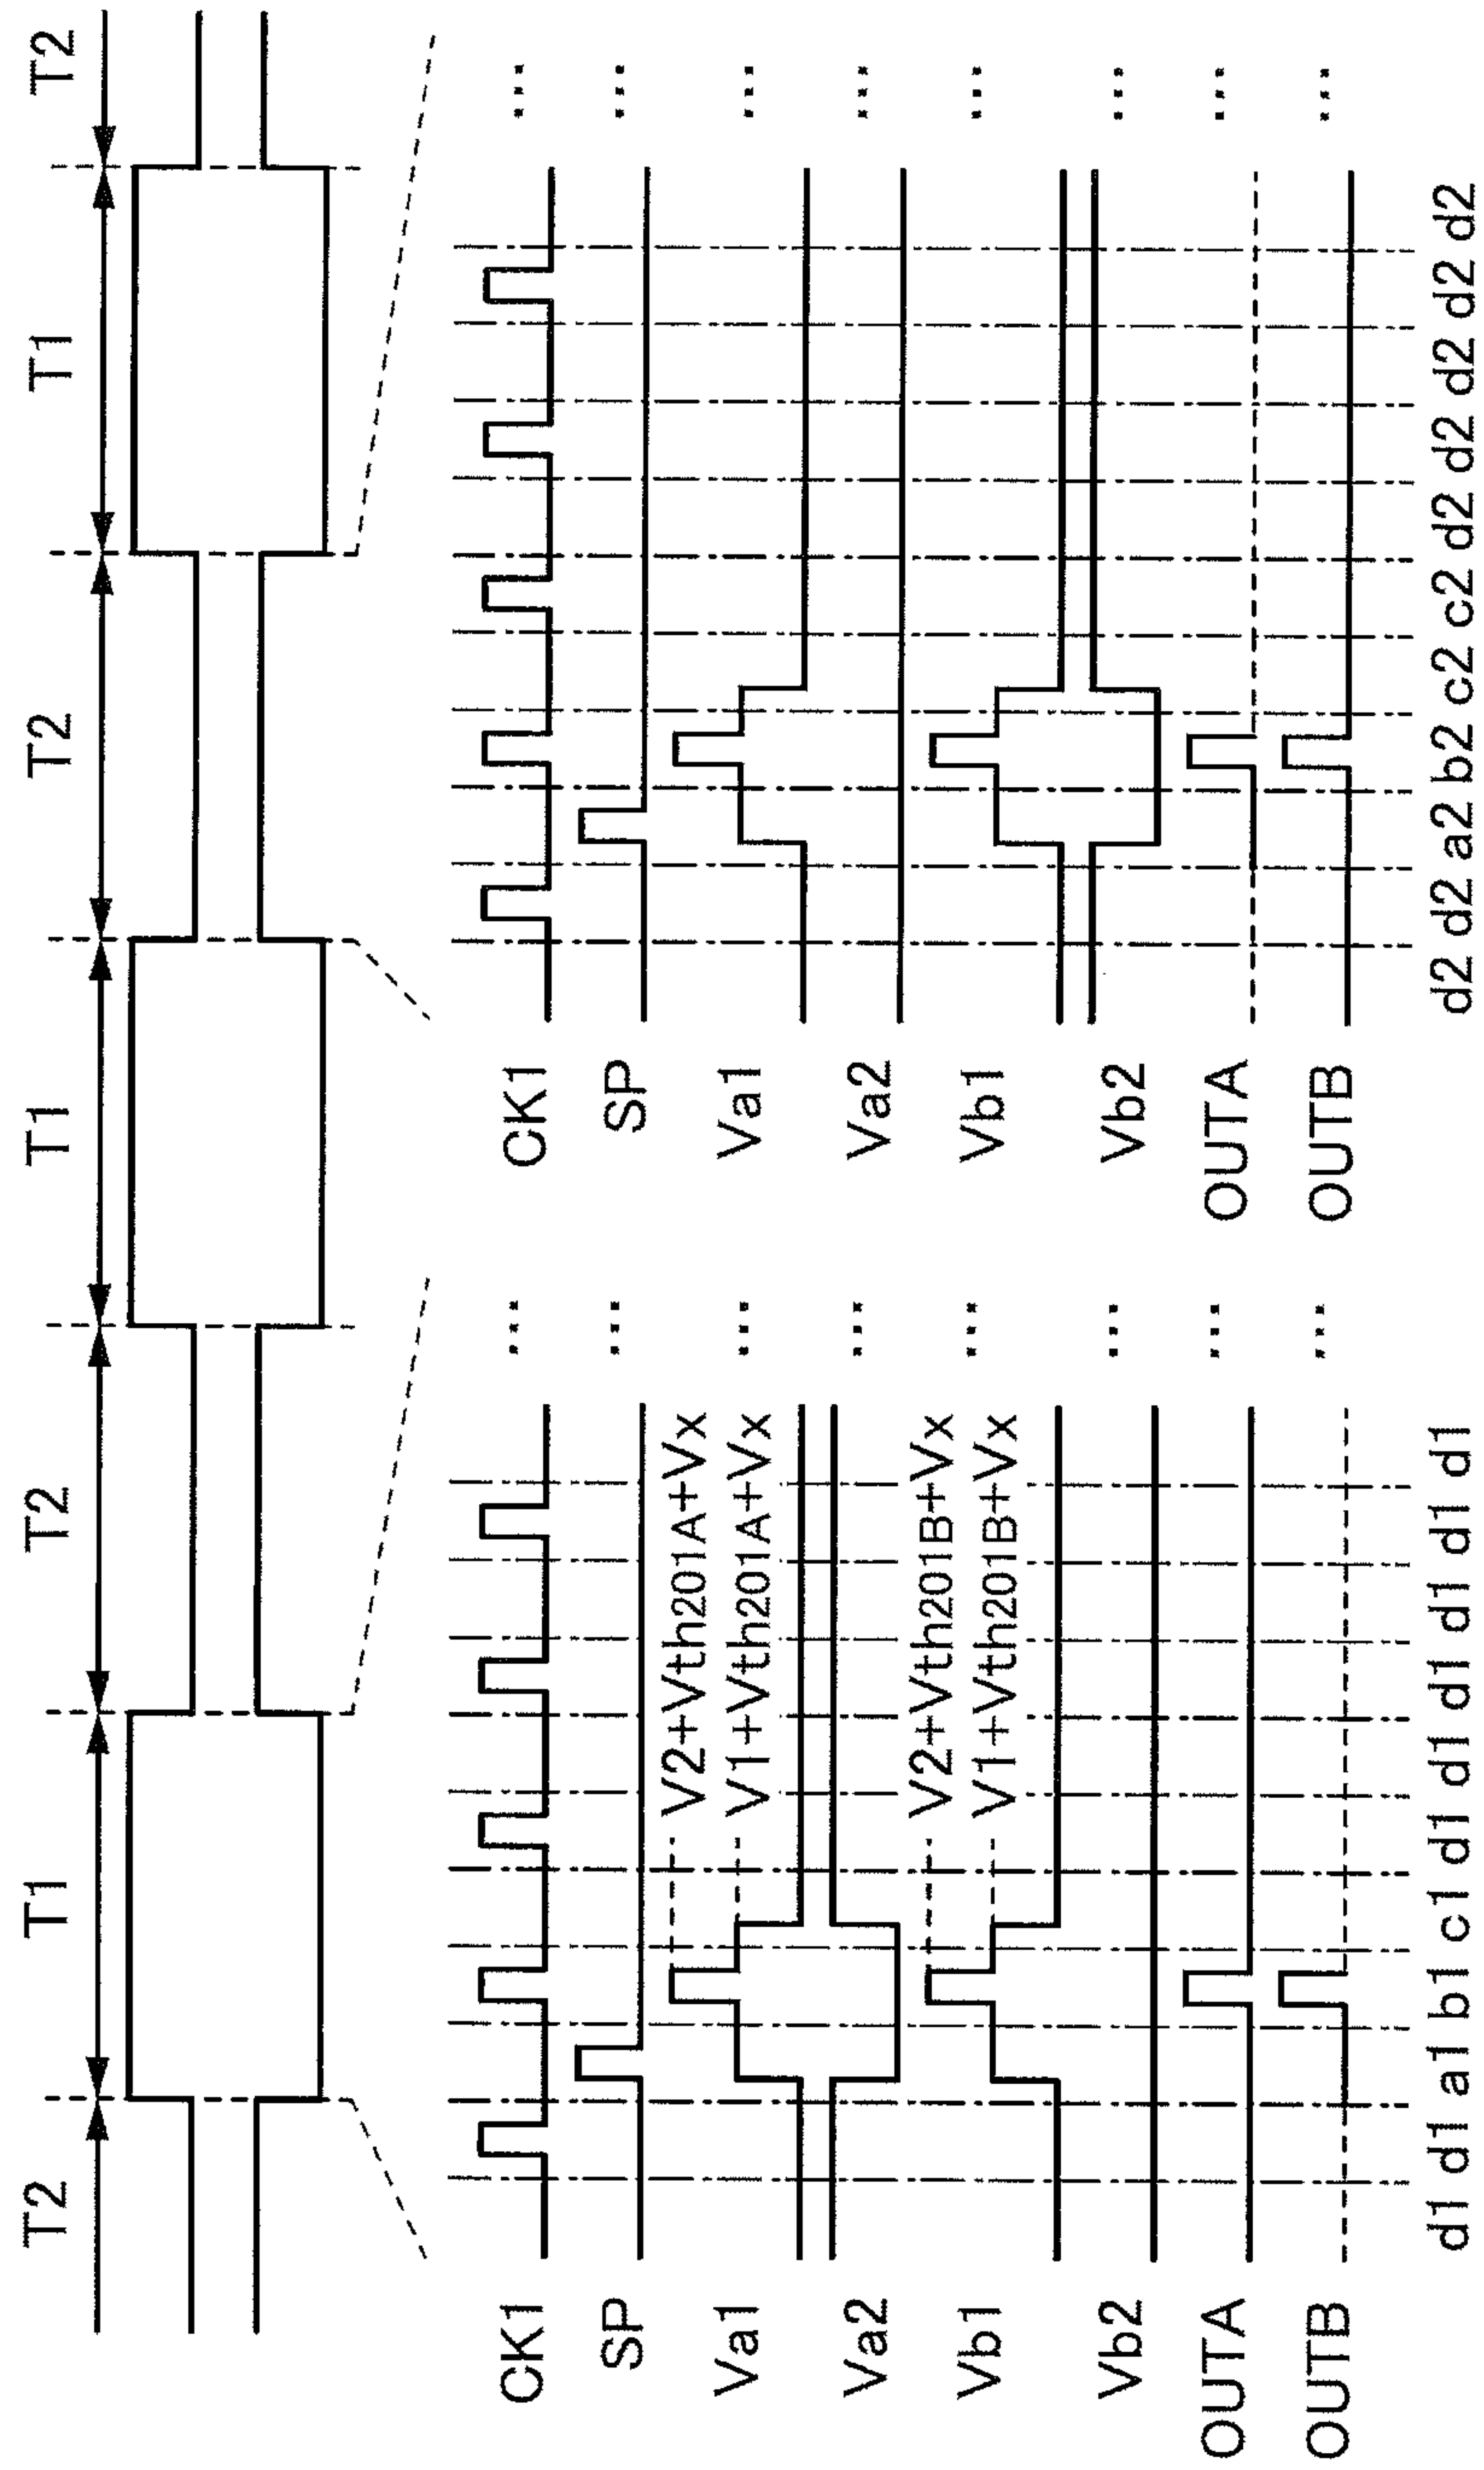 T2 T1 T2 T1 T2 T1 T2
CK1 ...
SP ...
V2+Vth201A+Vx
Va1 V1+Vth201A+Vx ...
Va2 ...
V2+Vth201B+Vx
Vb1 V1+Vth201B+Vx ...
Vb2 ...
OUTA ...
OUTB ...
d1 d1 a1 b1 c1 d1 d1 d1 d1 d1 d1
CK1 ...
SP ...
Va1 ...
Va2 ...
Vb1 ...
Vb2 ...
OUTA ...
OUTB ...
d2 d2 a2 b2 c2 c2 d2 d2 d2 d2 d2